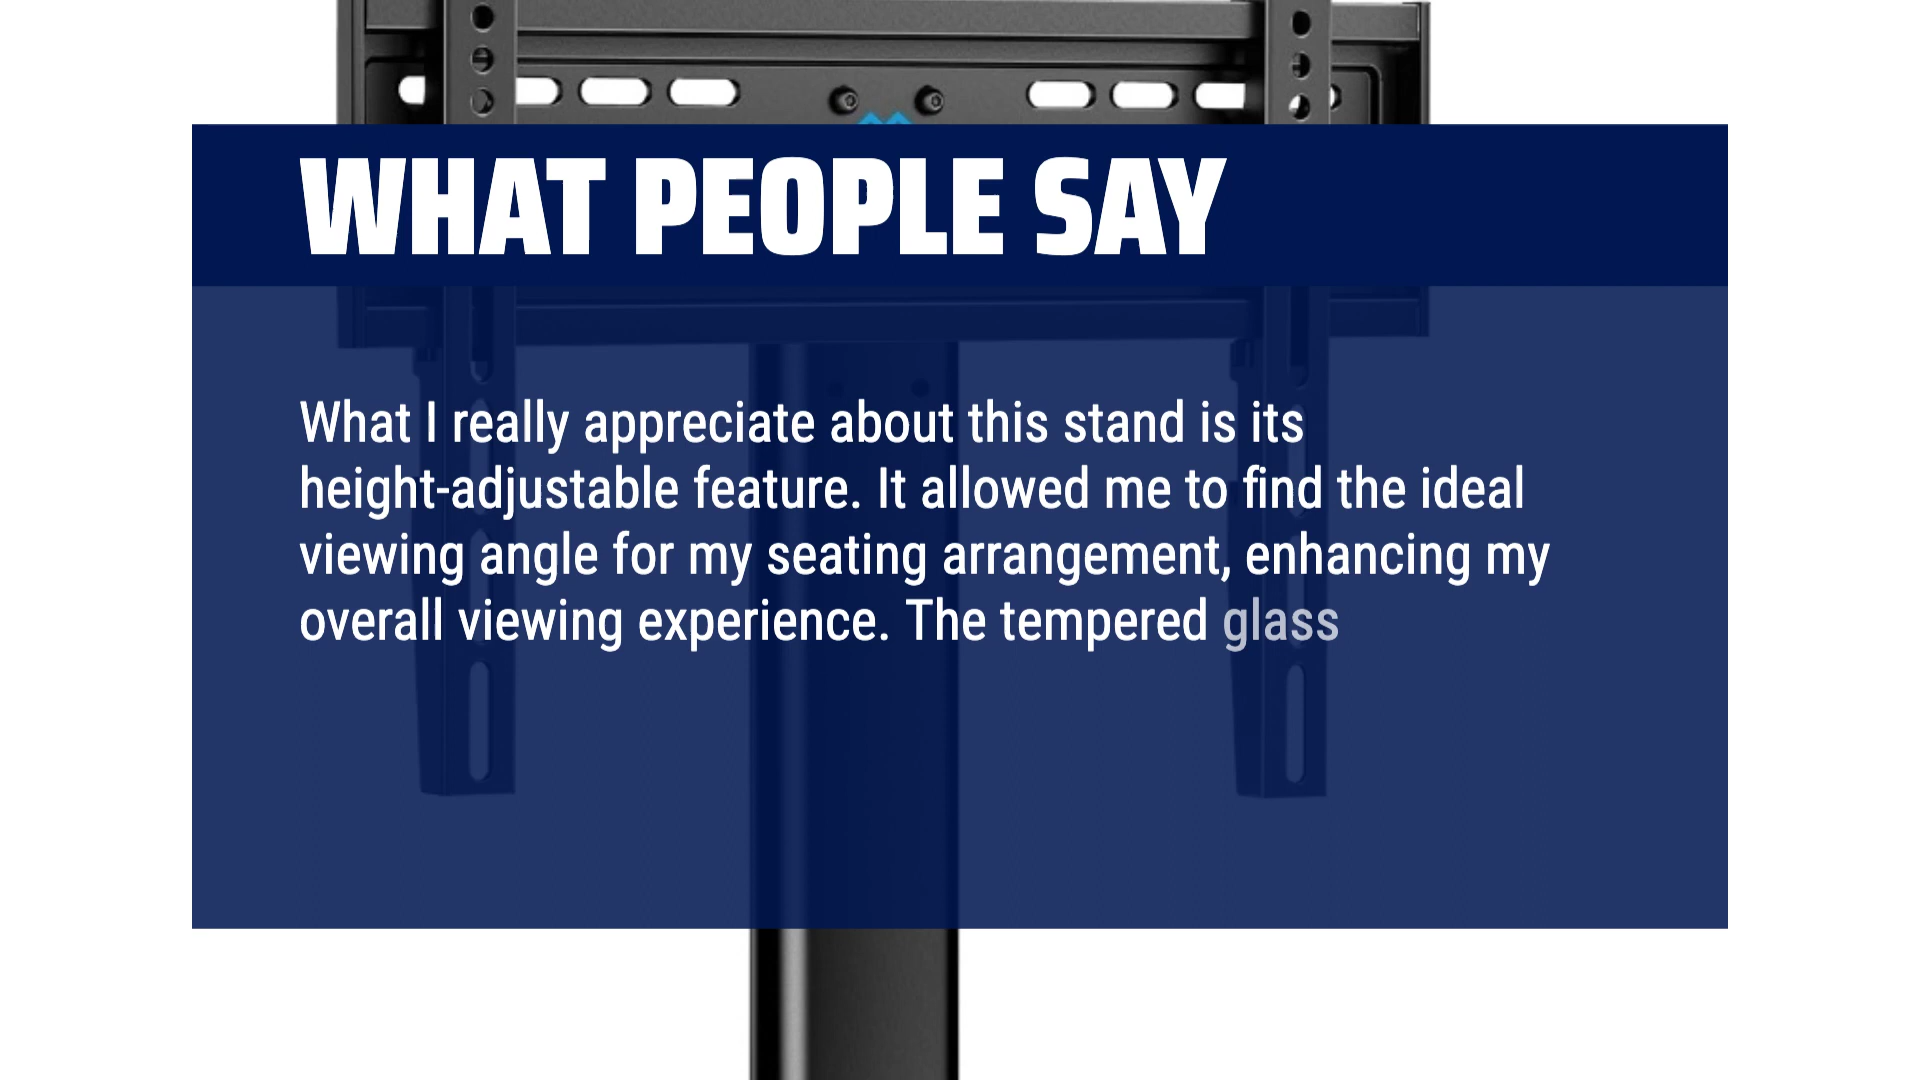 WHAT PEOPLE SAY
What I really appreciate about this stand is its
height-adjustable feature. It allowed me to find the ideal
viewing angle for my seating arrangement, enhancing my
overall viewing experience. The tempered glass